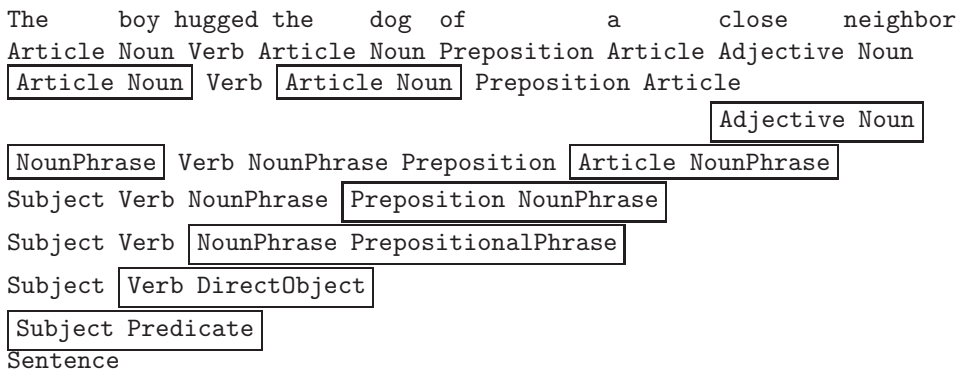 The boy hugged the dog of a close neighbor
Article Noun Verb Article Noun Preposition Article Adjective Noun
Article Noun Verb Article Noun Preposition Article
Adjective Noun
NounPhrase Verb NounPhrase Preposition Article NounPhrase
Subject Verb NounPhrase Preposition NounPhrase
Subject Verb NounPhrase PrepositionalPhrase
Subject Verb DirectObject
Subject Predicate
Sentence